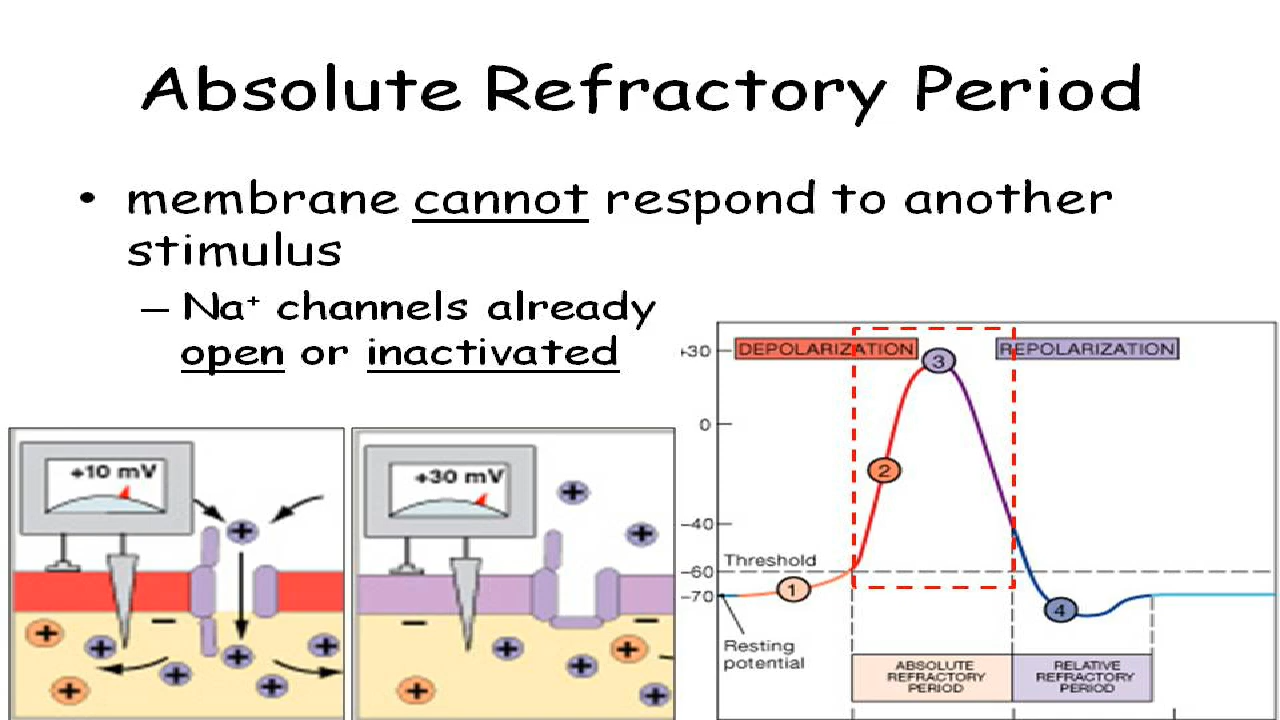 Absolute Refractory Period
• membrane cannot respond to another
stimulus
– Na⁺ channels already
open or inactivated
+10 mV
+
+
+
+
+
+
+
+
–
+30 mV
+
+
+
+
+
+
+
–
–
+30
0
–40
–60
–70
DEPOLARIZATION
REPOLARIZATION
3
2
Threshold
1
4
Resting
potential
ABSOLUTE
REFRACTORY
PERIOD
RELATIVE
REFRACTORY
PERIOD